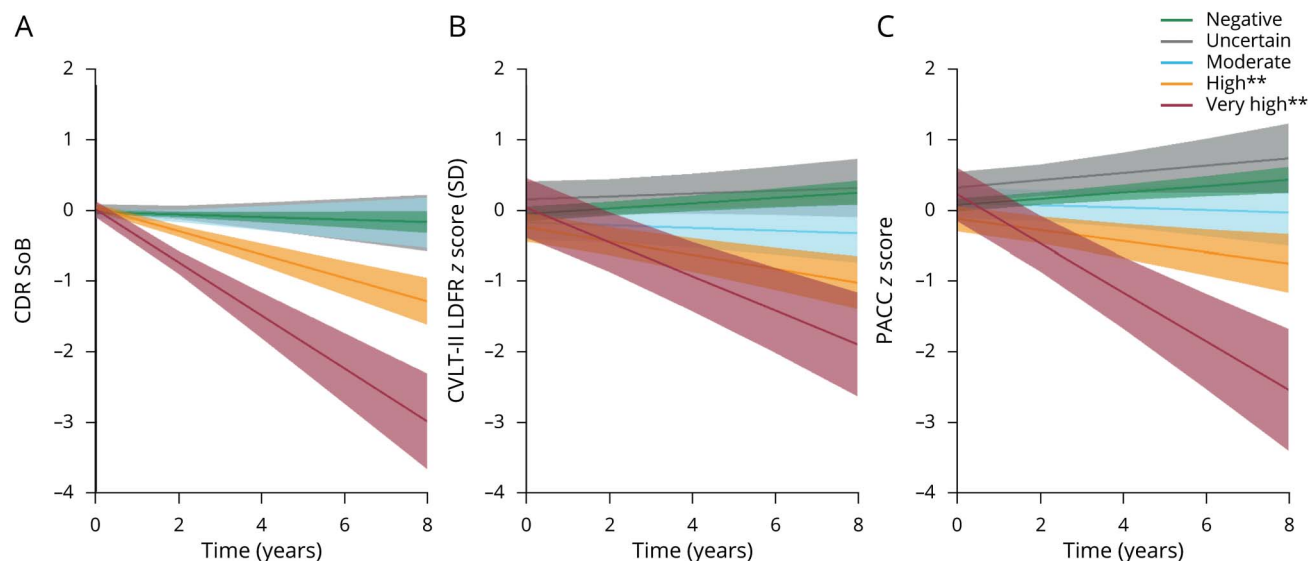 A
B
C
Negative
Uncertain
Moderate
High**
Very high**
CDR SoB
2
1
0
–1
–2
–3
–4
0 2 4 6 8
Time (years)
CVLT-II LDFR z score (SD)
2
1
0
–1
–2
–3
–4
0 2 4 6 8
Time (years)
PACC z score
2
1
0
–1
–2
–3
–4
0 2 4 6 8
Time (years)